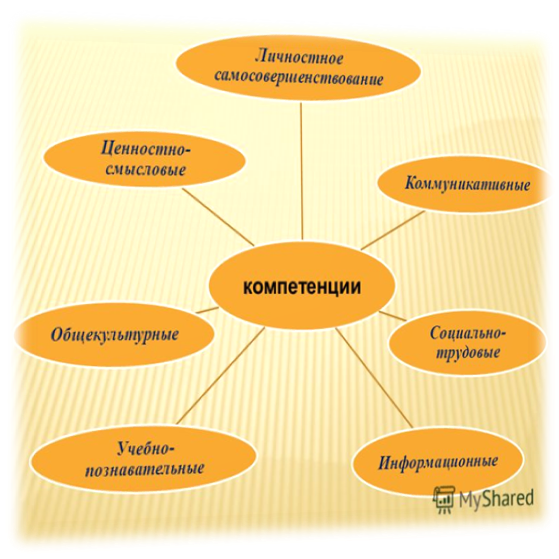 Личностное
самосовершенствование
Ценностно-
смысловые
Коммуникативные
компетенции
Общекультурные
Социально-
трудовые
Учебно-
познавательные
Информационные
MyShared